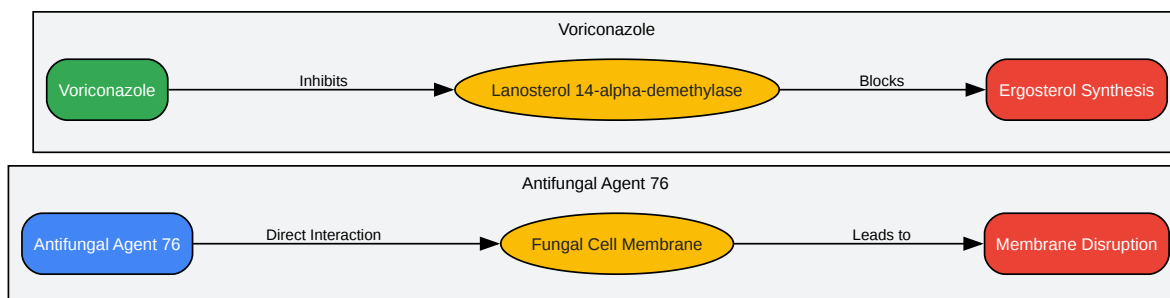 Voriconazole
Voriconazole
Inhibits
Lanosterol 14-alpha-demethylase
Blocks
Ergosterol Synthesis
Antifungal Agent 76
Antifungal Agent 76
Direct Interaction
Fungal Cell Membrane
Leads to
Membrane Disruption